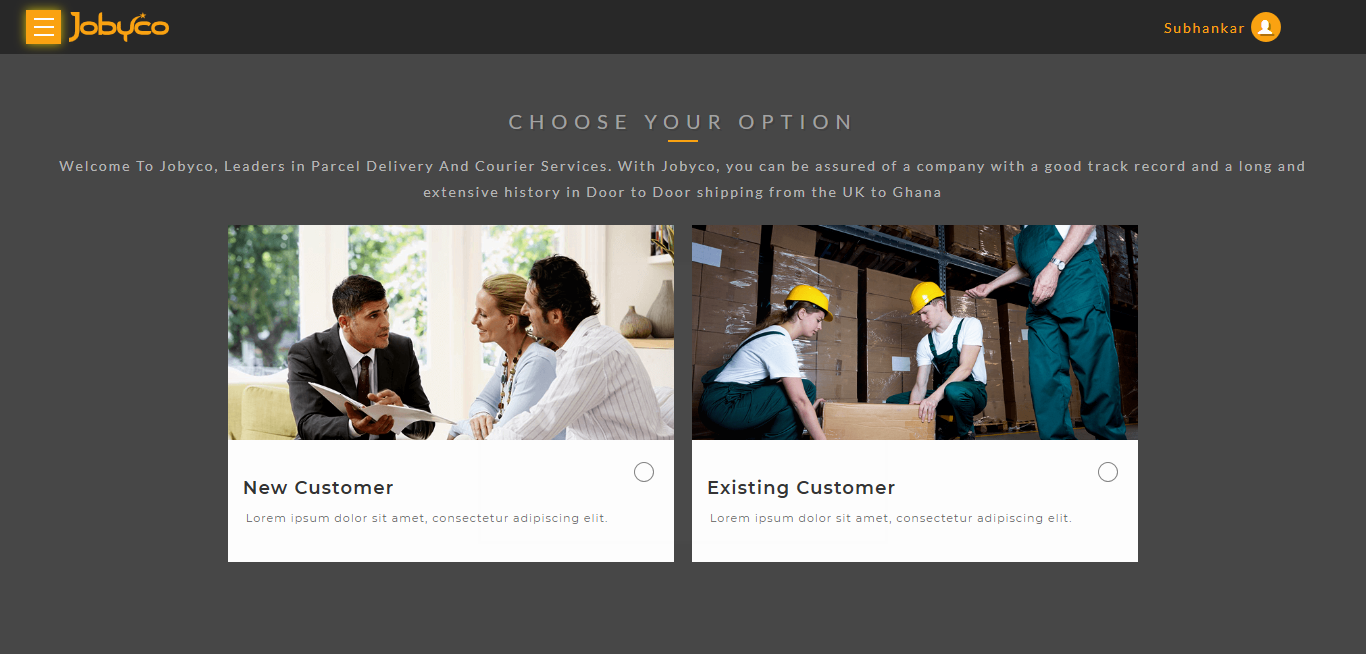 Jobyco
Subhankar
CHOOSE YOUR OPTION
Welcome To Jobyco, Leaders in Parcel Delivery And Courier Services. With Jobyco, you can be assured of a company with a good track record and a long and
extensive history in Door to Door shipping from the UK to Ghana
New Customer
Lorem ipsum dolor sit amet, consectetur adipiscing elit.
Existing Customer
Lorem ipsum dolor sit amet, consectetur adipiscing elit.